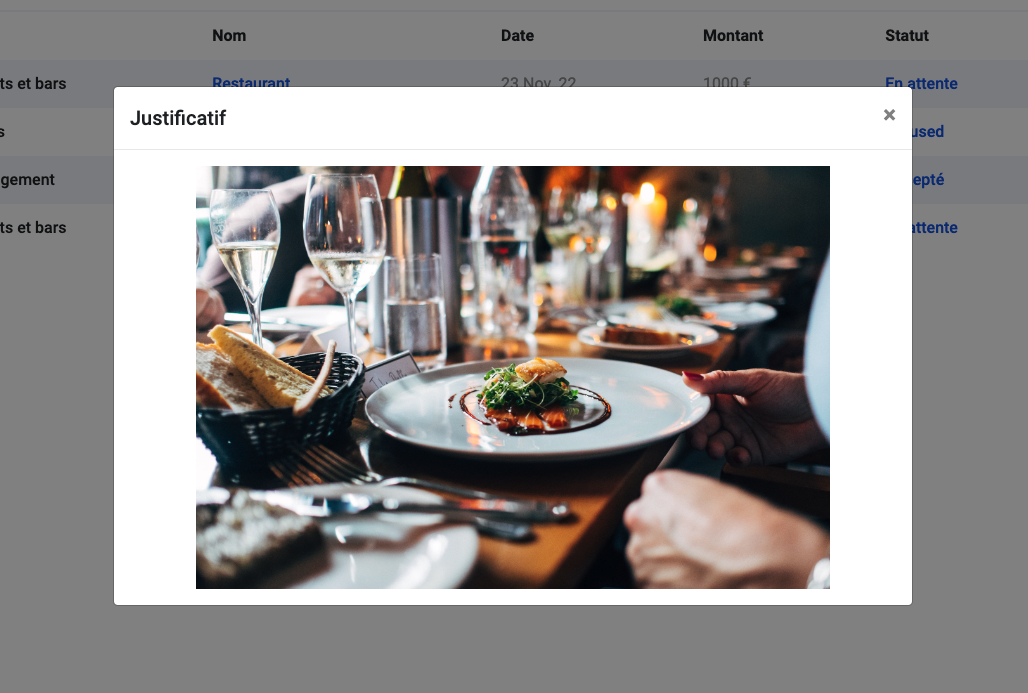 Nom Date Montant Statut
ts et bars Restaurant 23 Nov. 22 1000 € En attente
Justificatif ×
s used
gement epté
ts et bars attente